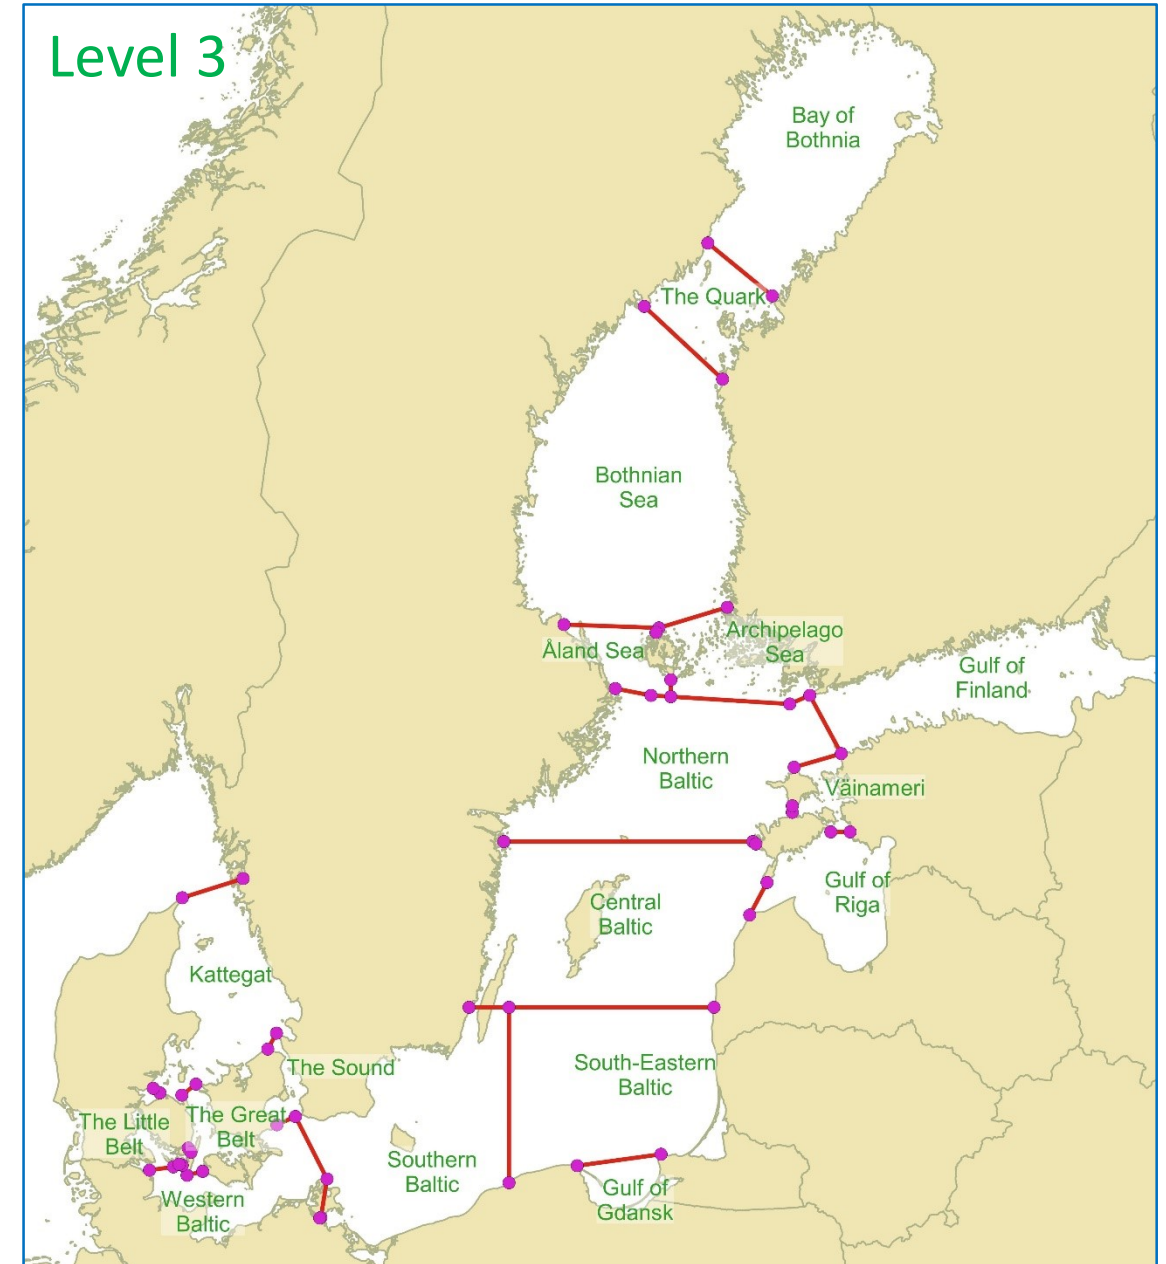 Level 3
Bay of
Bothnia
The Quark
Bothnian
Sea
Åland Sea
Archipelago
Sea
Gulf of
Finland
Northern
Baltic
Väinameri
Gulf of
Riga
Central
Baltic
Kattegat
The Sound
South-Eastern
Baltic
The Little
Belt
The Great
Belt
Southern
Baltic
Western
Baltic
Gulf of
Gdansk